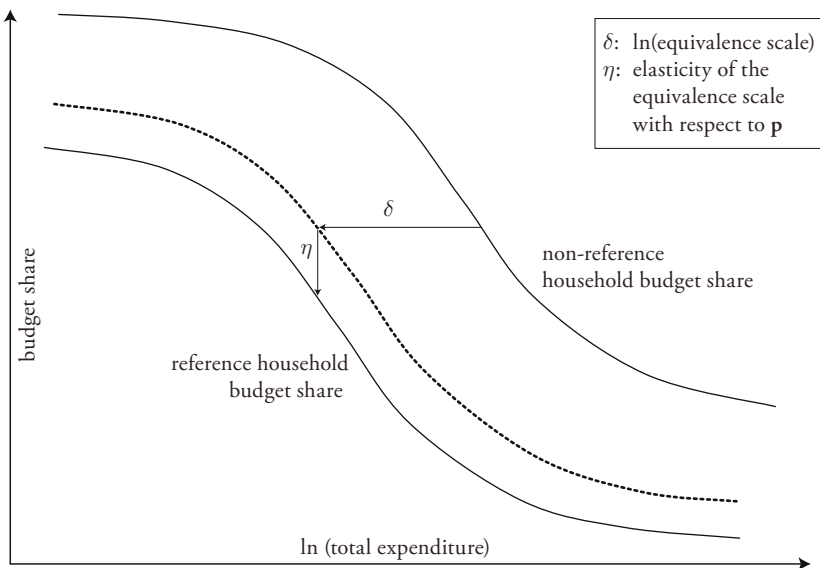 δ: ln(equivalence scale)
η: elasticity of the
equivalence scale
with respect to p
δ
η
non-reference
household budget share
reference household
budget share
budget share
ln (total expenditure)